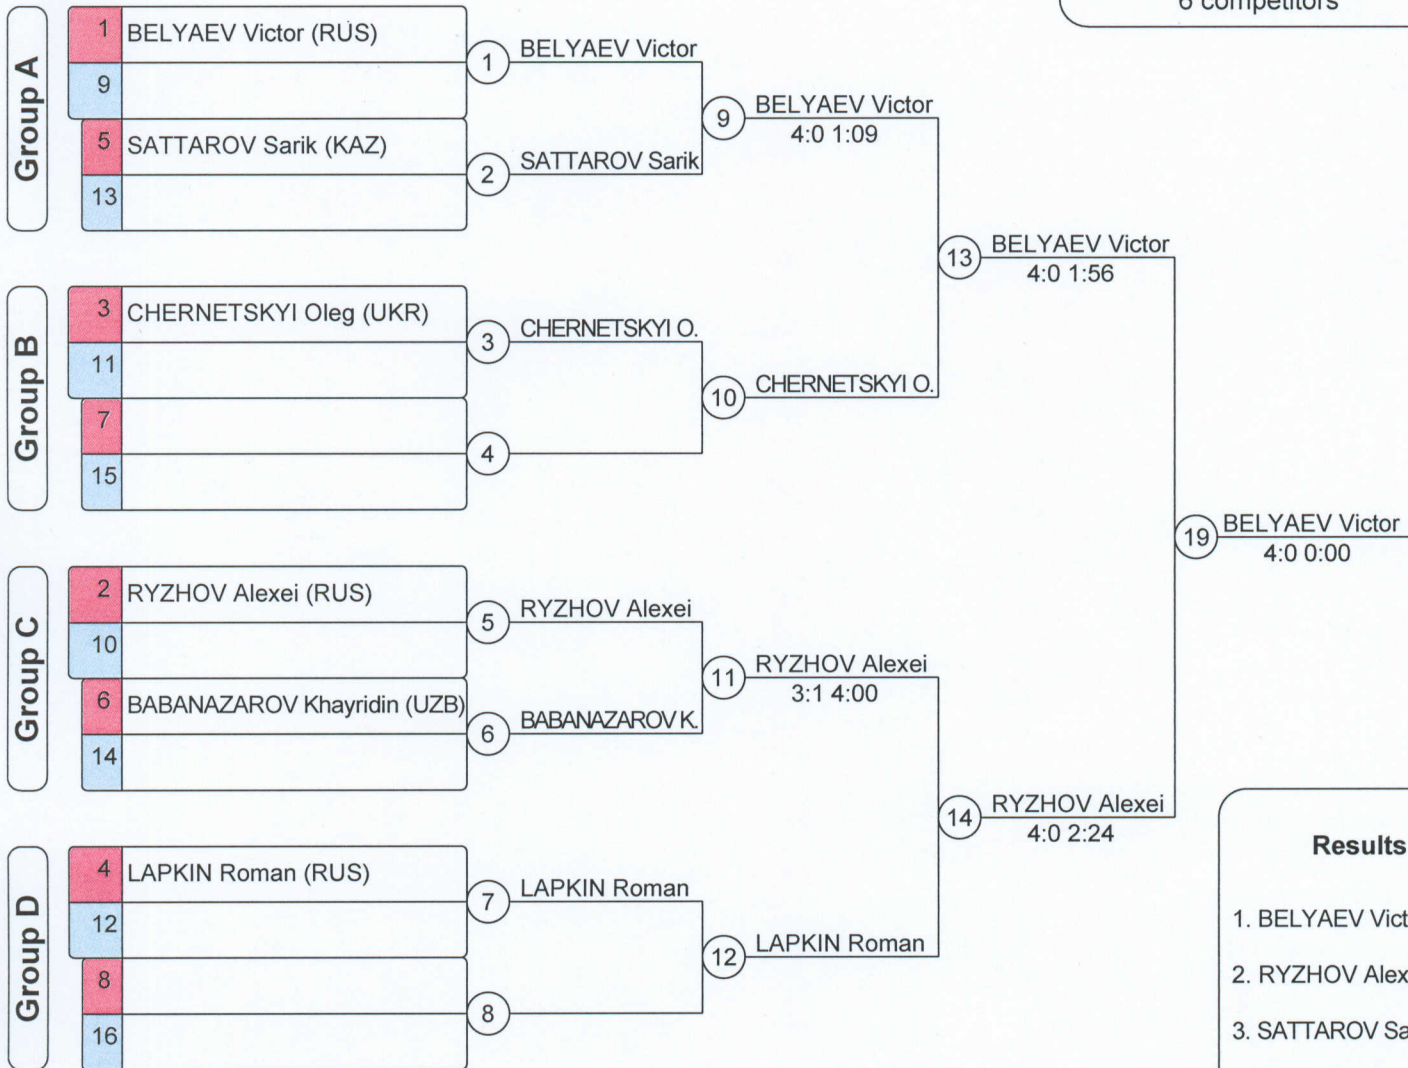 6 competitors
Group A
1 BELYAEV Victor (RUS)
9
5 SATTAROV Sarik (KAZ)
13
1 BELYAEV Victor
2 SATTAROV Sarik
9 BELYAEV Victor
4:0 1:09
Group B
3 CHERNETSKYI Oleg (UKR)
11
7
15
3 CHERNETSKYI O.
4
10 CHERNETSKYI O.
13 BELYAEV Victor
4:0 1:56
Group C
2 RYZHOV Alexei (RUS)
10
6 BABANAZAROV Khayridin (UZB)
14
5 RYZHOV Alexei
6 BABANAZAROV K.
11 RYZHOV Alexei
3:1 4:00
Group D
4 LAPKIN Roman (RUS)
12
8
16
7 LAPKIN Roman
8
12 LAPKIN Roman
14 RYZHOV Alexei
4:0 2:24
19 BELYAEV Victor
4:0 0:00
Results
1. BELYAEV Vict
2. RYZHOV Alex
3. SATTAROV Sa